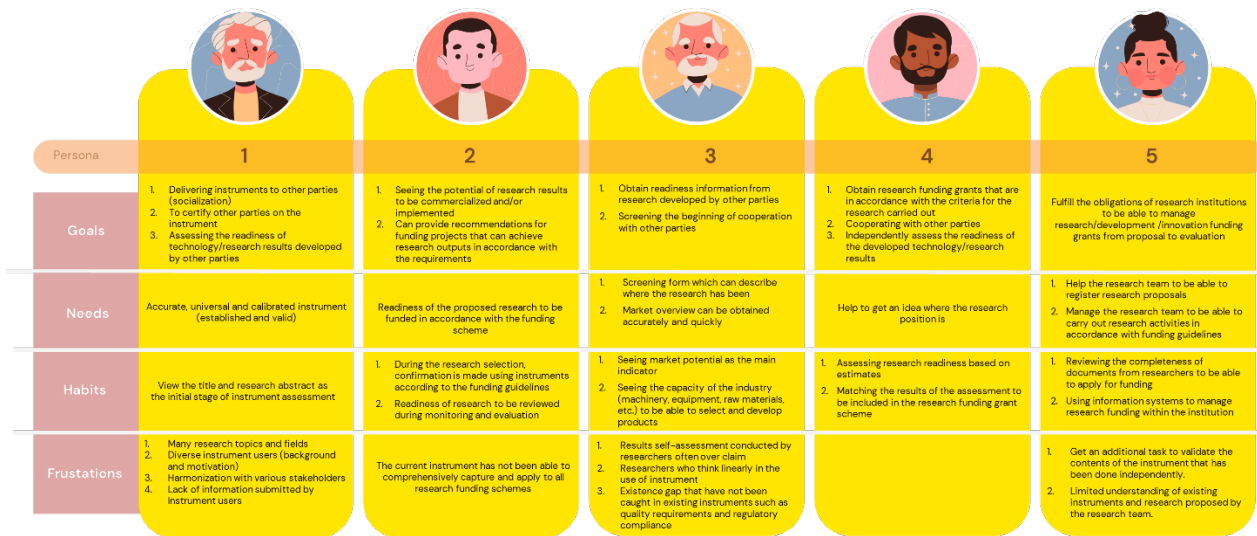 Persona
1
2
3
4
5
Goals
1. Delivering instruments to other parties
(socialization)
2. To certify other parties on the
instrument
3. Assessing the readiness of
technology/research results developed
by other parties
1. Seeing the potential of research results
to be commercialized and/or
implemented
2. Can provide recommendations for
funding projects that can achieve
research outputs in accordance with
the requirements
1. Obtain readiness information from
research developed by other parties
2. Screening the beginning of cooperation
with other parties
1. Obtain research funding grants that are
in accordance with the criteria for the
research carried out
2. Cooperating with other parties
3. Independently assess the readiness of
the developed technology/research
results
Fulfill the obligations of research institutions
to be able to manage
research/development /innovation funding
grants from proposal to evaluation
Needs
Accurate, universal and calibrated instrument
(established and valid)
Readiness of the proposed research to be
funded in accordance with the funding
scheme
1. Screening form which can describe
where the research has been
2. Market overview can be obtained
accurately and quickly
Help to get an idea where the research
position is
1. Help the research team to be able to
register research proposals
2. Manage the research team to be able to
carry out research activities in
accordance with funding guidelines
Habits
View the title and research abstract as
the initial stage of instrument assessment
1. During the research selection,
confirmation is made using instruments
according to the funding guidelines
2. Readiness of research to be reviewed
during monitoring and evaluation
1. Seeing market potential as the main
indicator
2. Seeing the capacity of the industry
(machinery, equipment, raw materials,
etc.) to be able to select and develop
products
1. Assessing research readiness based on
estimates
2. Matching the results of the assessment to
be included in the research funding grant
scheme
1. Reviewing the completeness of
documents from researchers to be able
to apply for funding
2. Using information systems to manage
research funding within the institution
Frustations
1. Many research topics and fields
2. Diverse instrument users (background
and motivation)
3. Harmonization with various stakeholders
4. Lack of information submitted by
Instrument users
The current instrument has not been able to
comprehensively capture and apply to all
research funding schemes
1. Results self-assessment conducted by
researchers often over claim
2. Researchers who think linearly in the
use of instrument
3. Existence gap that have not been
caught in existing instruments such as
quality requirements and regulatory
compliance
1. Get an additional task to validate the
contents of the instrument that has
been done independently.
2. Limited understanding of existing
instruments and research proposed by
the research team.